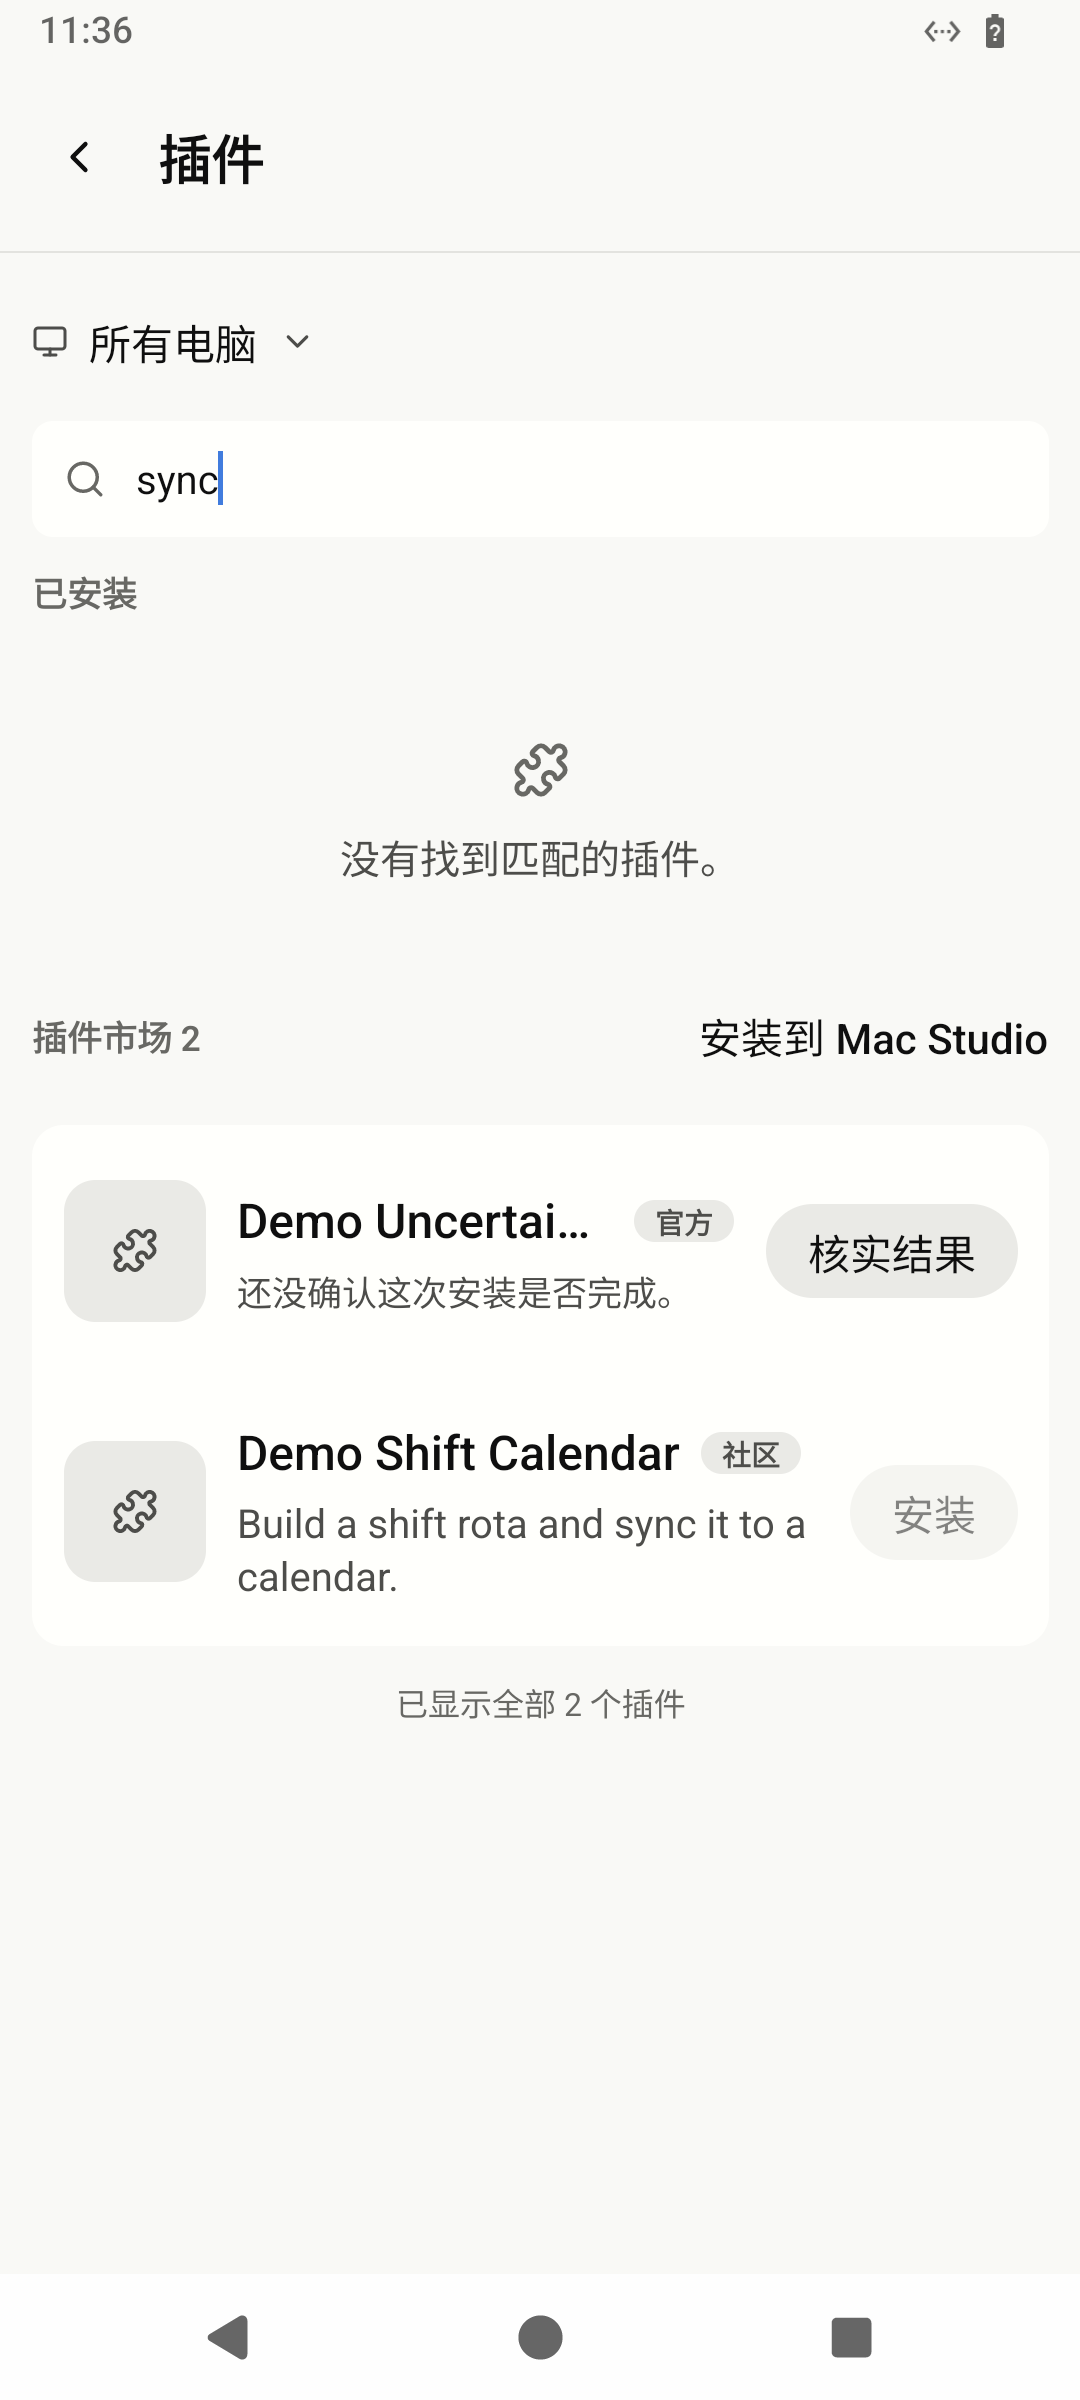 11:36
插件
所有电脑
sync
已安装
没有找到匹配的插件。
插件市场 2
安装到 Mac Studio
Demo Uncertai...
官方
还没确认这次安装是否完成。
核实结果
Demo Shift Calendar
社区
Build a shift rota and sync it to a
calendar.
安装
已显示全部 2 个插件